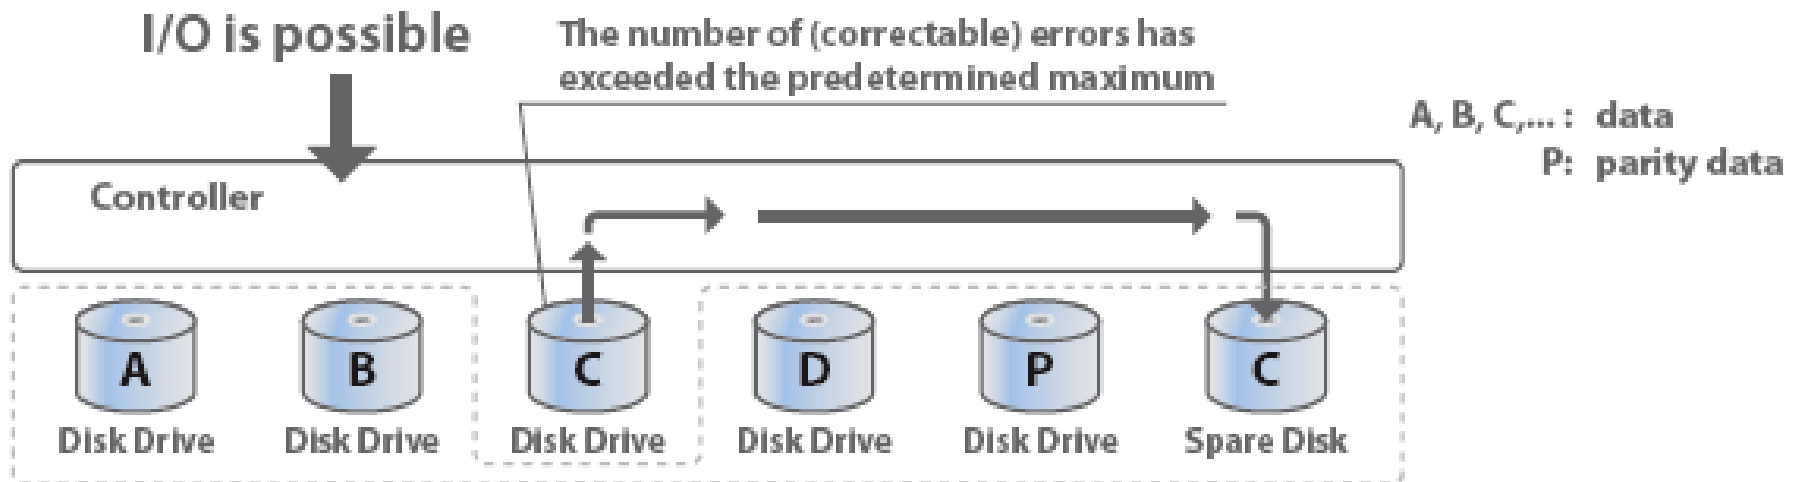 I/O is possible
The number of (correctable) errors has
exceeded the predetermined maximum
A, B, C,... : data
P: parity data
Controller
A
B
C
D
P
C
Disk Drive
Disk Drive
Disk Drive
Disk Drive
Disk Drive
Spare Disk